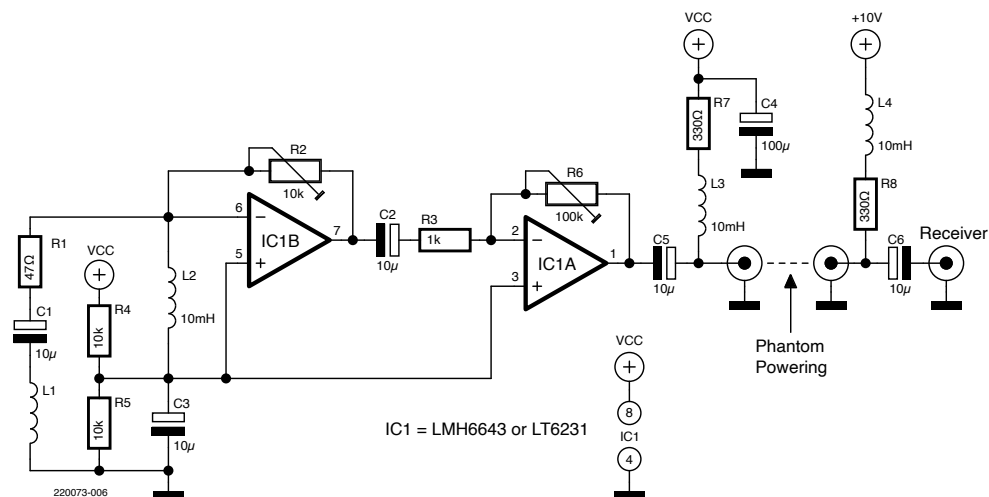 VCC
+10V
R7
330Ω
C4
100µ
L4
10mH
R2
10k
R6
100k
L3
10mH
R8
330Ω
6
5
7
IC1B
C2
10µ
R3
1k
2
3
1
IC1A
C5
10µ
C6
10µ
Receiver
R1
47Ω
VCC
L2
10mH
C1
10µ
R4
10k
Phantom
Powering
VCC
L1
R5
10k
C3
10µ
IC1 = LMH6643 or LT6231
8
IC1
4
220073-006